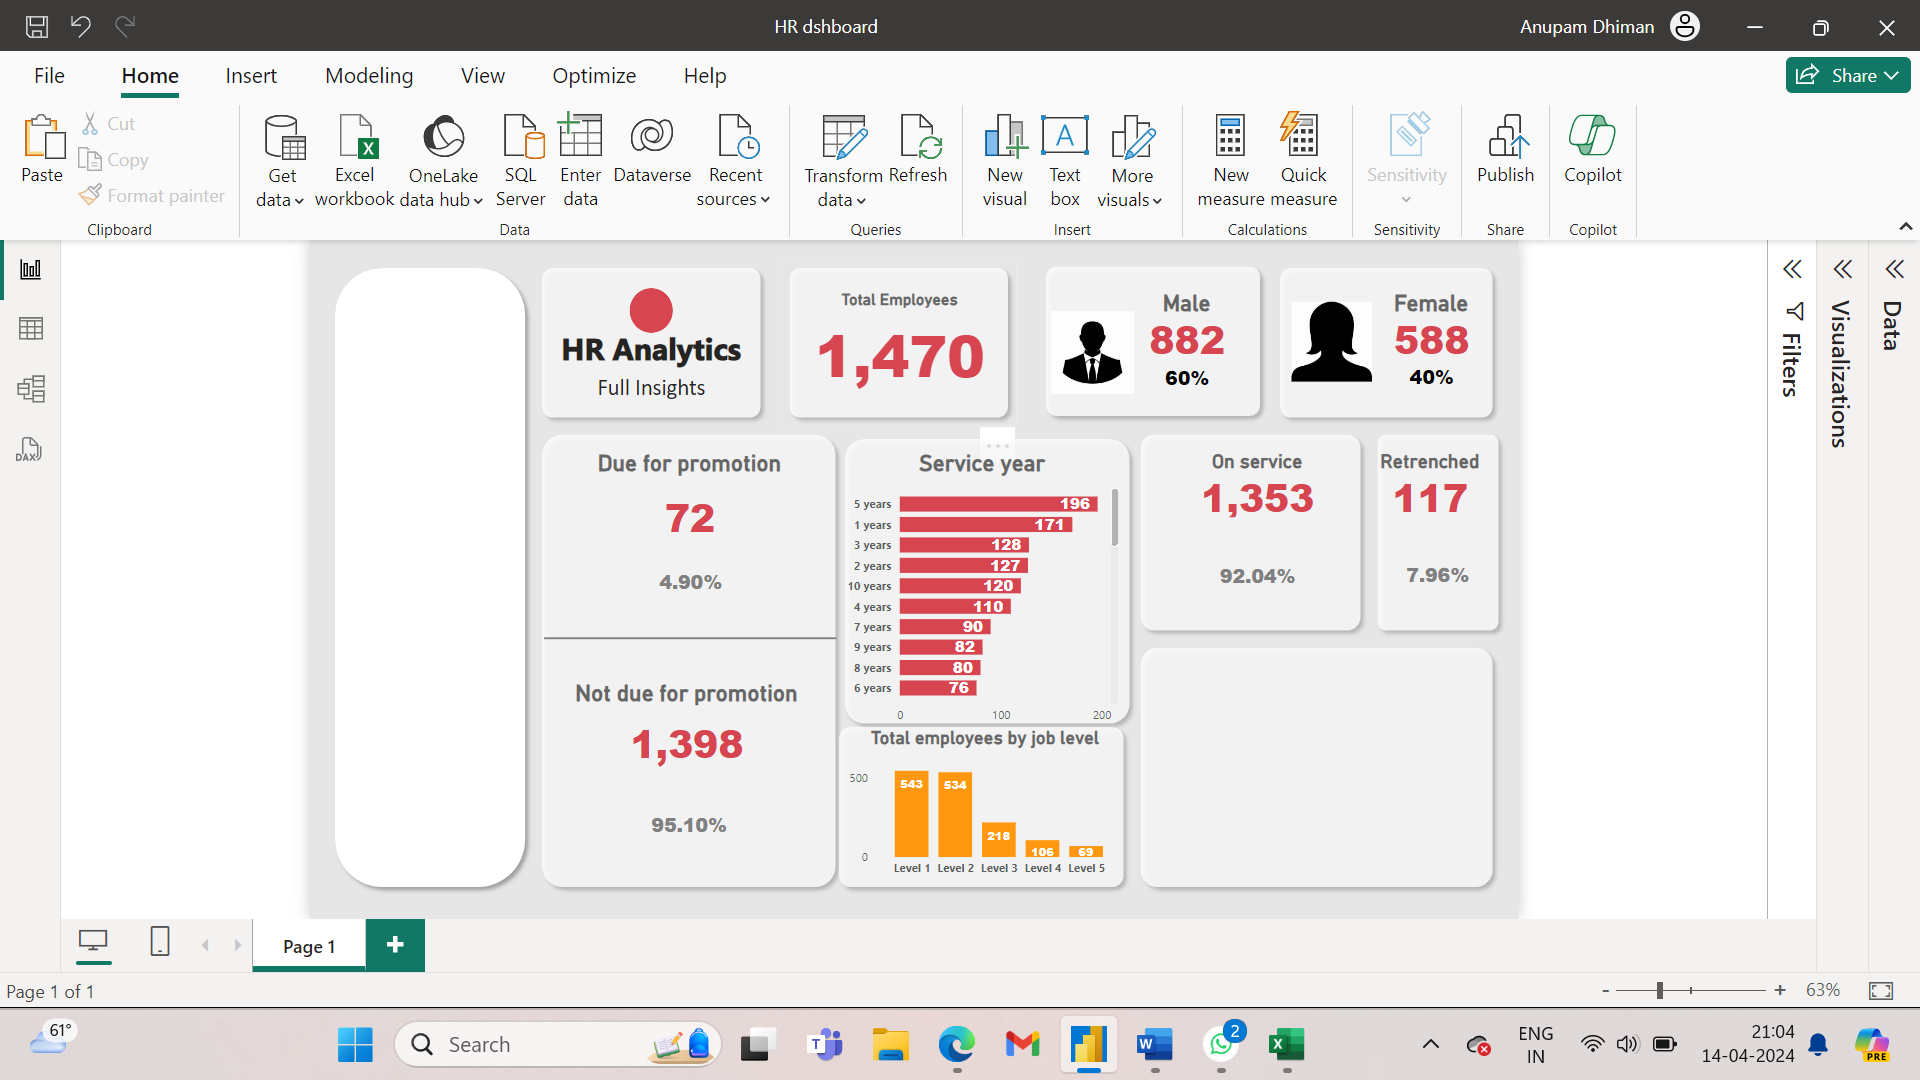 HR dshboard
Anupam Dhiman
File Home Insert Modeling View Optimize Help
Share
Paste
Cut
Copy
Format painter
Clipboard
Get data
Excel workbook
OneLake data hub
SQL Server
Enter data
Dataverse
Recent sources
Data
Transform data
Refresh
Queries
New visual
Text box
More visuals
Insert
New measure
Quick measure
Calculations
Sensitivity
Sensitivity
Publish
Share
Copilot
Copilot
DAX
HR Analytics
Full Insights
Total Employees
1,470
Male
882
60%
Female
588
40%
Due for promotion
72
4.90%
Not due for promotion
1,398
95.10%
Service year
5 years 196
1 years 171
3 years 128
2 years 127
10 years 120
4 years 110
7 years 90
9 years 82
8 years 80
6 years 76
0 100 200
Total employees by job level
500
0
543 534 218 106 69
Level 1 Level 2 Level 3 Level 4 Level 5
On service
1,353
92.04%
Retrenched
117
7.96%
Filters
Visualizations
Data
Page 1
+
Page 1 of 1
- + 63%
61°
Search
2
ENG
IN
21:04
14-04-2024
PRE